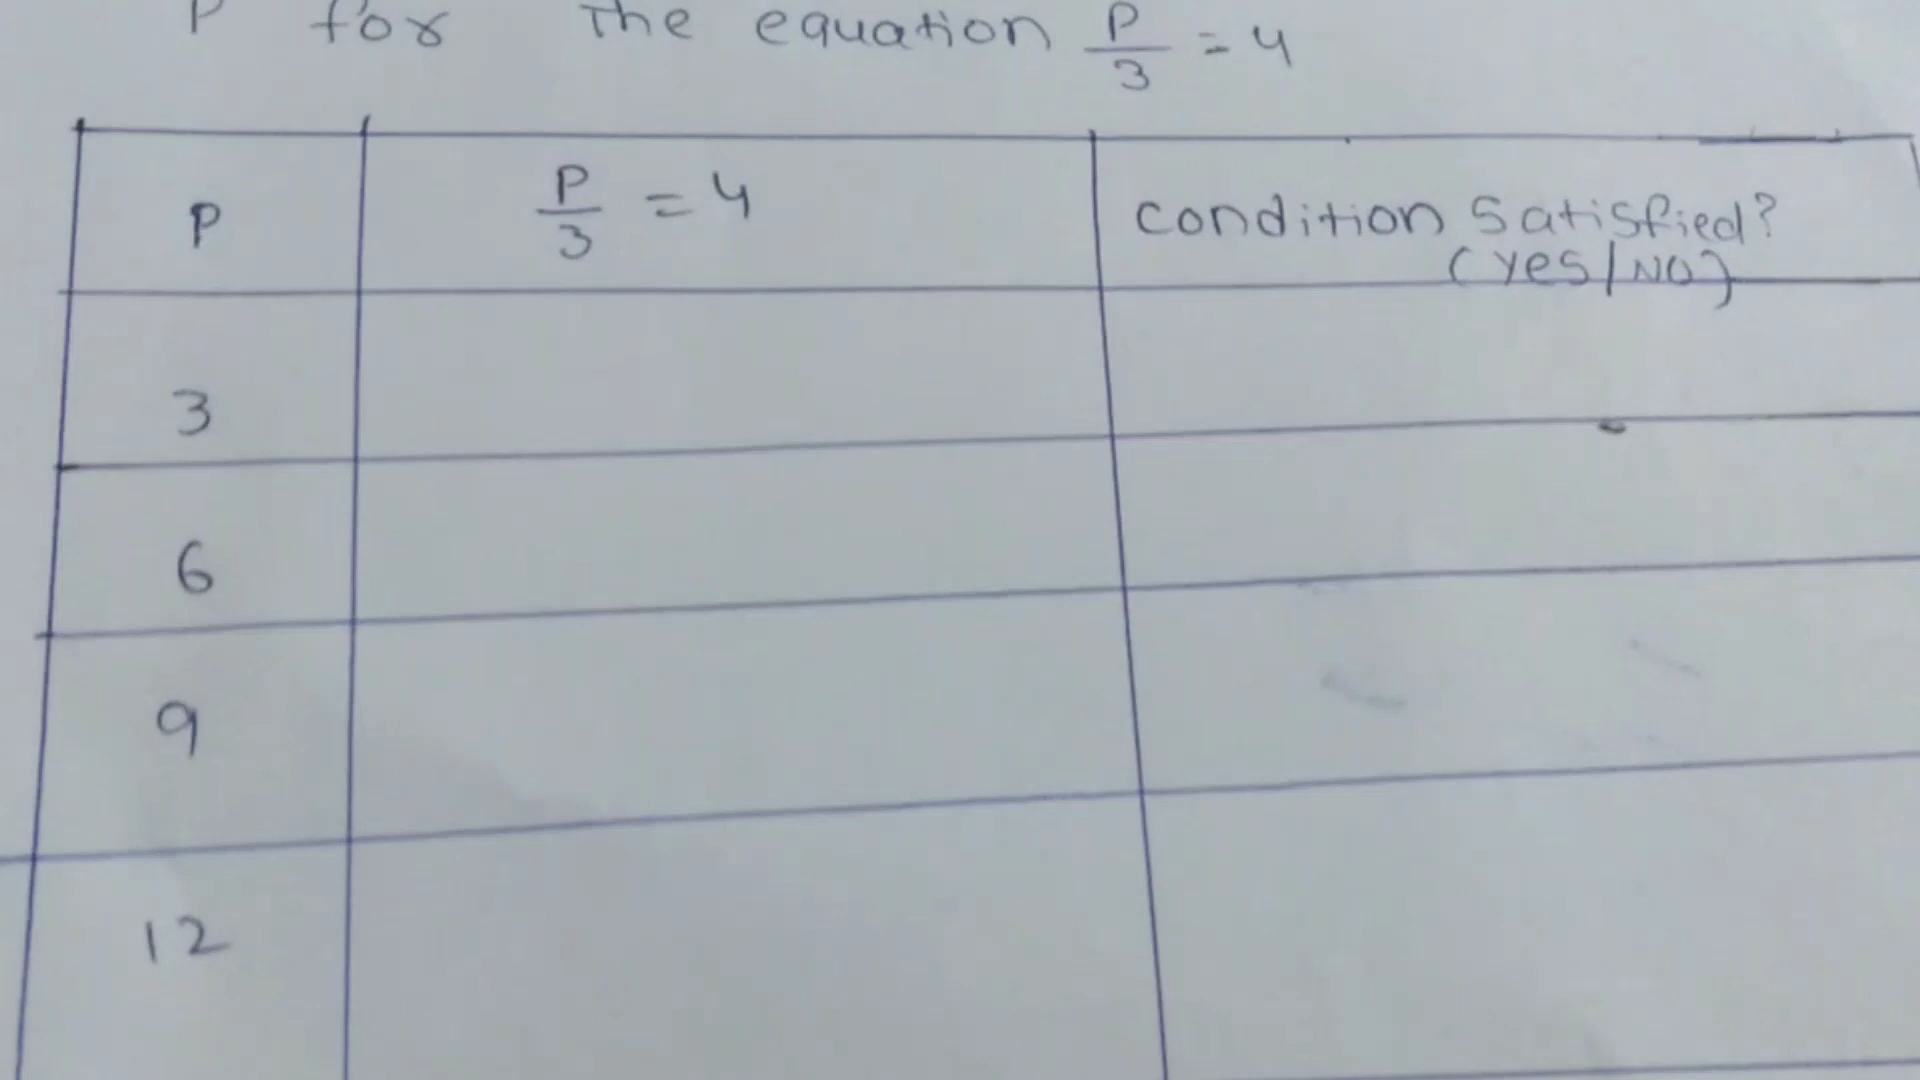 P for the equation P/3 = 4
P P/3 = 4 condition satisfied?
(Yes/No)
3
6
9
12